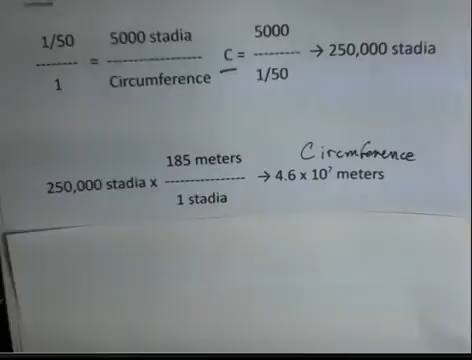 1/50 / 1 = 5000 stadia / Circumference C = 5000 / 1/50 → 250,000 stadia
Circmference
250,000 stadia x 185 meters / 1 stadia → 4.6 x 10⁷ meters